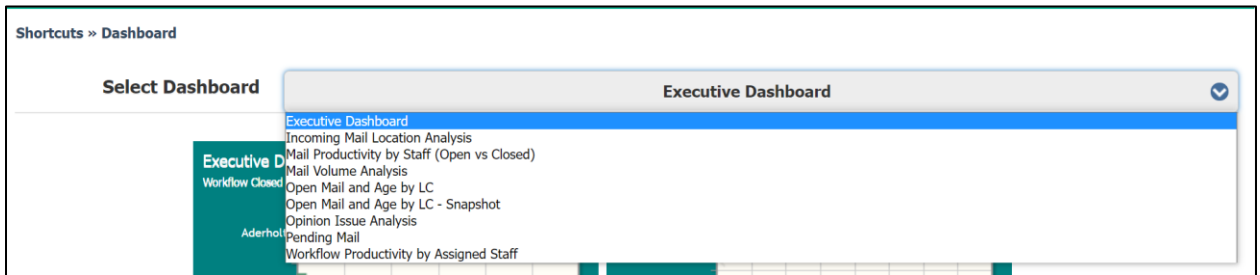 Shortcuts » Dashboard
Select Dashboard
Executive Dashboard
Executive Dashboard
Incoming Mail Location Analysis
Mail Productivity by Staff (Open vs Closed)
Mail Volume Analysis
Open Mail and Age by LC
Open Mail and Age by LC - Snapshot
Opinion Issue Analysis
Pending Mail
Workflow Productivity by Assigned Staff
Executive D
Workflow Closed
Aderholt